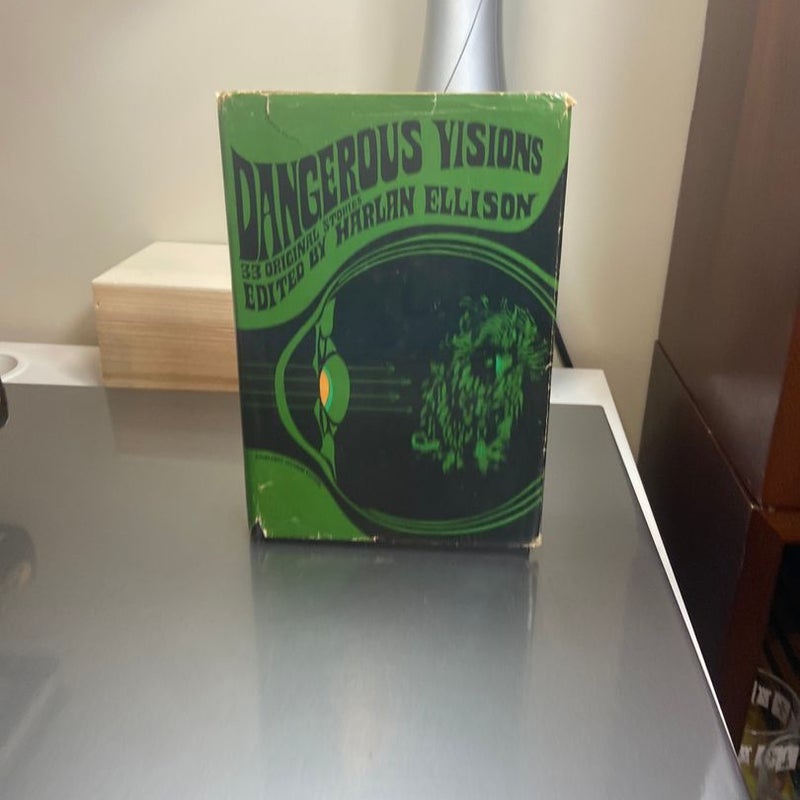 DANGEROUS VISIONS
33 ORIGINAL STORIES
EDITED BY HARLAN ELLISON